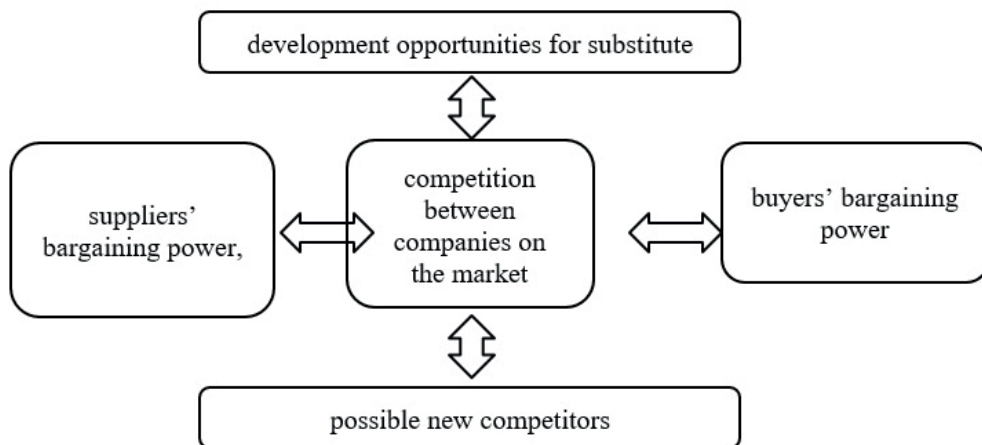 development opportunities for substitute
suppliers’
bargaining power,
competition
between
companies on
the market
buyers’ bargaining
power
possible new competitors